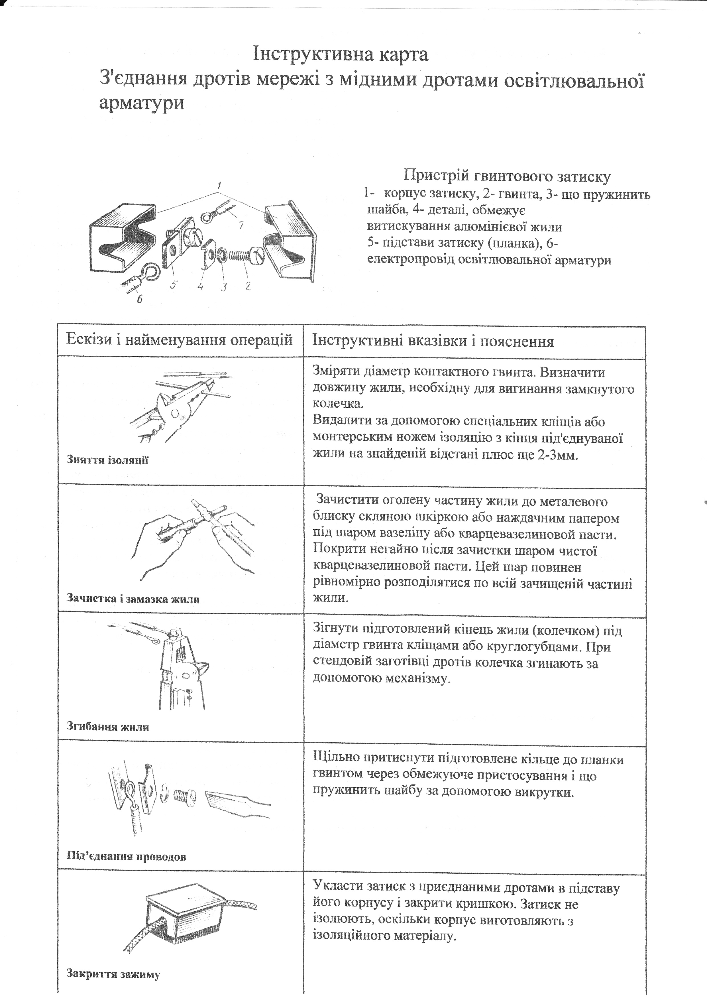 Інструктивна карта
З'єднання дротів мережі з мідними дротами освітлювальної
арматури
Пристрій гвинтового затиску
1- корпус затиску, 2- гвинта, 3- що пружинить
шайба, 4- деталі, обмежує
витискування алюмінієвої жили
5- підстави затиску (планка), 6-
електропровід освітлювальної арматури
1
7
5
4
3
2
6
Ескізи і найменування операцій
Інструктивні вказівки і пояснення
Зняття ізоляції
Зміряти діаметр контактного гвинта. Визначити
довжину жили, необхідну для вигинання замкнутого
колечка.
Видалити за допомогою спеціальних кліщів або
монтерським ножем ізоляцію з кінця під'єднуваної
жили на знайденій відстані плюс ще 2-3мм.
Зачистка і замазка жили
Зачистити оголену частину жили до металевого
блиску скляною шкіркою або наждачним папером
під шаром вазеліну або кварцевазелиновой пасти.
Покрити негайно після зачистки шаром чистої
кварцевазелиновой пасти. Цей шар повинен
рівномірно розподілятися по всій зачищеній частині
жили.
Згибання жили
Зігнути підготовлений кінець жили (колечком) під
діаметр гвинта кліщами або круглогубцами. При
стендовій заготівці дротів колечка згинають за
допомогою механізму.
Під’єднання проводов
Щільно притиснути підготовлене кільце до планки
гвинтом через обмежуюче пристосування і що
пружинить шайбу за допомогою викрутки.
Закриття зажиму
Укласти затиск з приєднаними дротами в підставу
його корпусу і закрити кришкою. Затиск не
ізолюють, оскільки корпус виготовляють з
ізоляційного матеріалу.